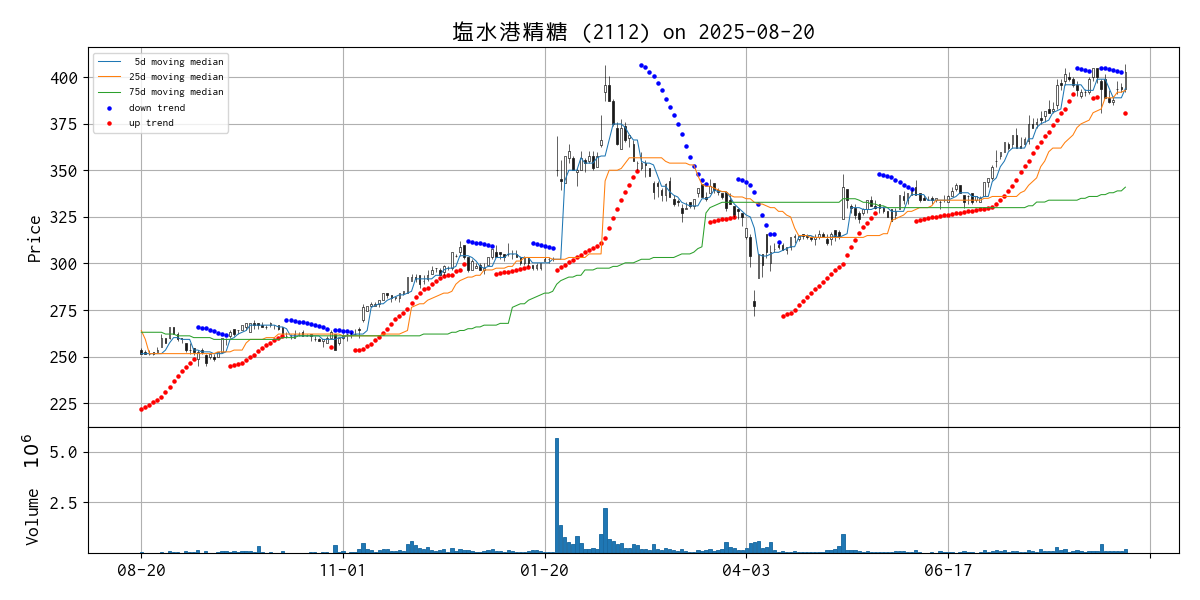 塩水港精糖 (2112) on 2025-08-20
5d moving median
25d moving median
75d moving median
down trend
up trend
Price
400
375
350
325
300
275
250
225
Volume 10^6
5.0
2.5
08-20 11-01 01-20 04-03 06-17